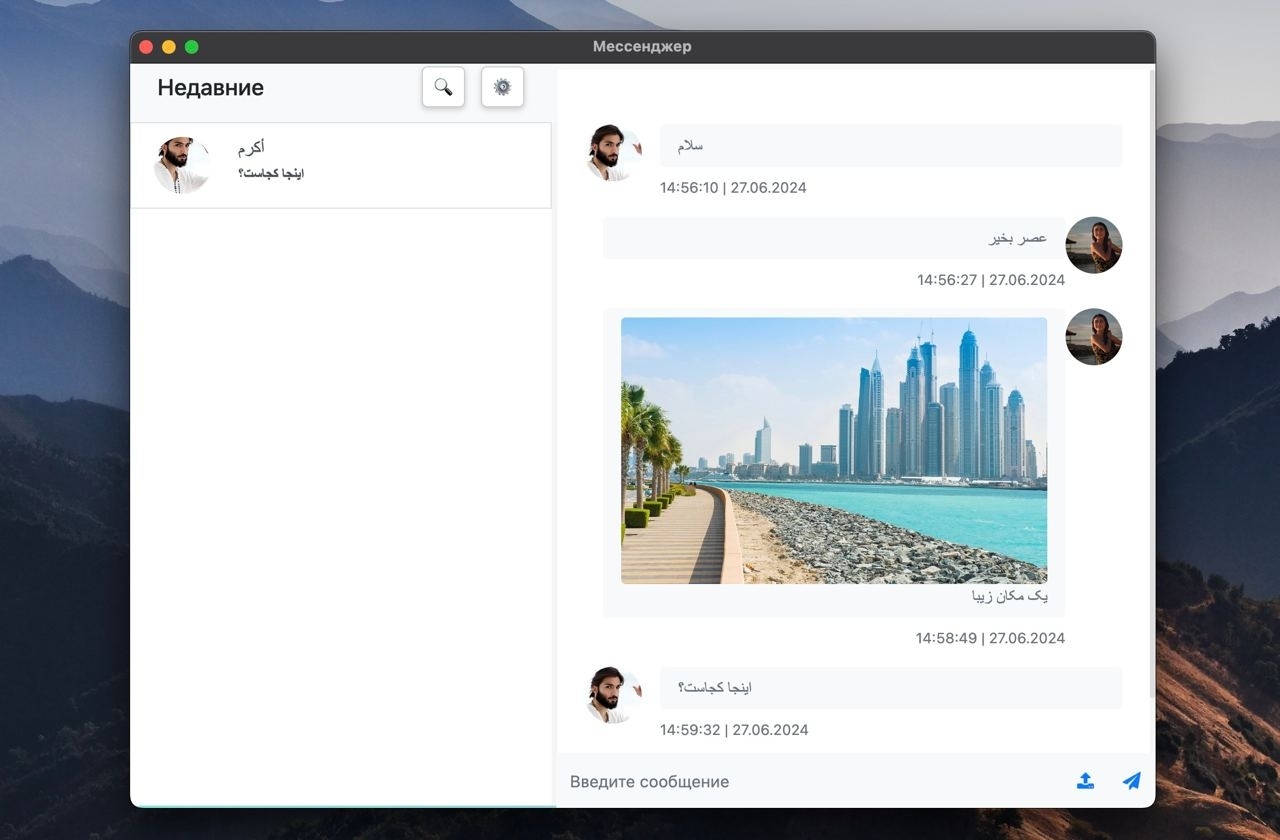 Мессенджер
Недавние
أكرم
اینجا کجاست؟
سلام
14:56:10 | 27.06.2024
عصر بخیر
14:56:27 | 27.06.2024
یک مکان زیبا
14:58:49 | 27.06.2024
اینجا کجاست؟
14:59:32 | 27.06.2024
Введите сообщение